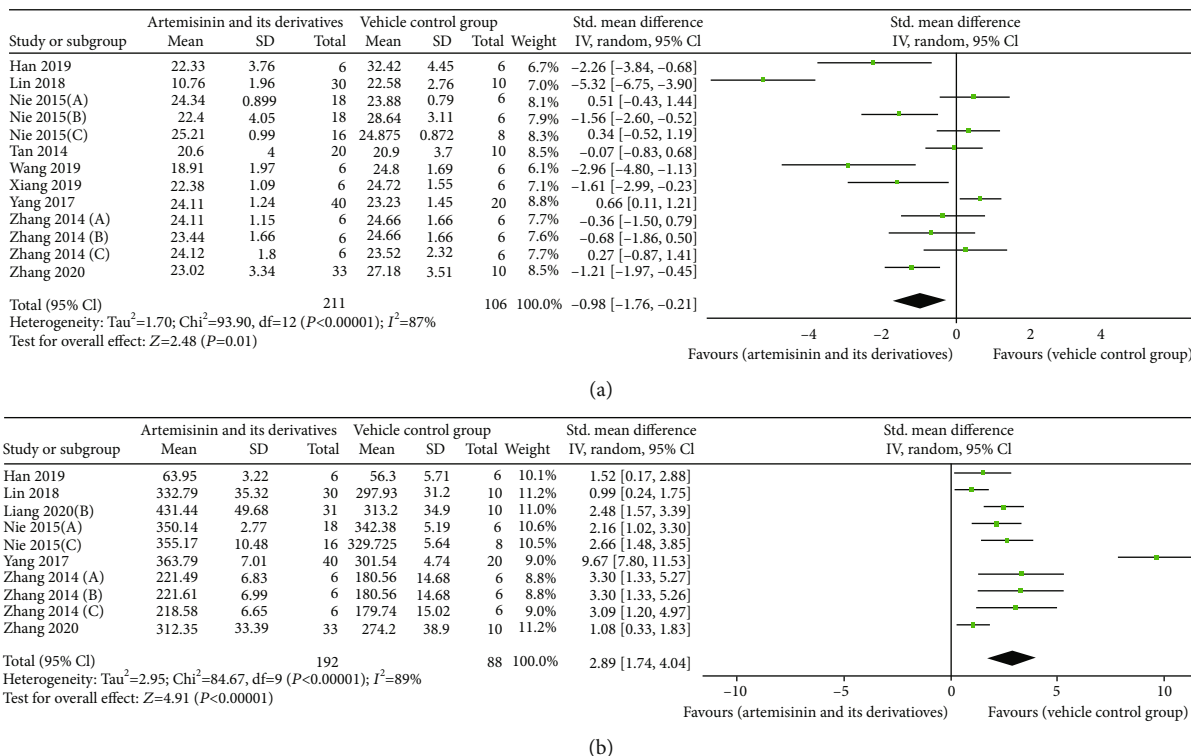 Artemisinin and its derivatives Vehicle control group Std. mean difference Std. mean difference
Study or subgroup Mean SD Total Mean SD Total Weight IV, random, 95% Cl IV, random, 95% Cl
Han 2019 22.33 3.76 6 32.42 4.45 6 6.7% −2.26 [−3.84, −0.68]
Lin 2018 10.76 1.96 30 22.58 2.76 10 7.0% −5.32 [−6.75, −3.90]
Nie 2015(A) 24.34 0.899 18 23.88 0.79 6 8.1% 0.51 [−0.43, 1.44]
Nie 2015(B) 22.4 4.05 18 28.64 3.11 6 7.9% −1.56 [−2.60, −0.52]
Nie 2015(C) 25.21 0.99 16 24.875 0.872 8 8.3% 0.34 [−0.52, 1.19]
Tan 2014 20.6 4 20 20.9 3.7 10 8.5% −0.07 [−0.83, 0.68]
Wang 2019 18.91 1.97 6 24.8 1.69 6 6.1% −2.96 [−4.80, −1.13]
Xiang 2019 22.38 1.09 6 24.72 1.55 6 7.1% −1.61 [−2.99, −0.23]
Yang 2017 24.11 1.24 40 23.23 1.45 20 8.8% 0.66 [0.11, 1.21]
Zhang 2014 (A) 24.11 1.15 6 24.66 1.66 6 7.7% −0.36 [−1.50, 0.79]
Zhang 2014 (B) 23.44 1.66 6 24.66 1.66 6 7.6% −0.68 [−1.86, 0.50]
Zhang 2014 (C) 24.12 1.8 6 23.52 2.32 6 7.7% 0.27 [−0.87, 1.41]
Zhang 2020 23.02 3.34 33 27.18 3.51 10 8.5% −1.21 [−1.97, −0.45]
Total (95% Cl) 211 106 100.0% −0.98 [−1.76, −0.21]
Heterogeneity: Tau²=1.70; Chi²=93.90, df=12 (P<0.00001); I²=87%
Test for overall effect: Z=2.48 (P=0.01)
−4 −2 0 2 4
Favours (artemisinin and its derivatioves) Favours (vehicle control group)
(a)
Artemisinin and its derivatives Vehicle control group Std. mean difference Std. mean difference
Study or subgroup Mean SD Total Mean SD Total Weight IV, random, 95% Cl IV, random, 95% Cl
Han 2019 63.95 3.22 6 56.3 5.71 6 10.1% 1.52 [0.17, 2.88]
Lin 2018 332.79 35.32 30 297.93 31.2 10 11.2% 0.99 [0.24, 1.75]
Liang 2020(B) 431.44 49.68 31 313.2 34.9 10 11.0% 2.48 [1.57, 3.39]
Nie 2015(A) 350.14 2.77 18 342.38 5.19 6 10.6% 2.16 [1.02, 3.30]
Nie 2015(C) 355.17 10.48 16 329.725 5.64 8 10.5% 2.66 [1.48, 3.85]
Yang 2017 363.79 7.01 40 301.54 4.74 20 9.0% 9.67 [7.80, 11.53]
Zhang 2014 (A) 221.49 6.83 6 180.56 14.68 6 8.8% 3.30 [1.33, 5.27]
Zhang 2014 (B) 221.61 6.99 6 180.56 14.68 6 8.8% 3.30 [1.33, 5.26]
Zhang 2014 (C) 218.58 6.65 6 179.74 15.02 6 9.0% 3.09 [1.20, 4.97]
Zhang 2020 312.35 33.39 33 274.2 38.9 10 11.2% 1.08 [0.33, 1.83]
Total (95% Cl) 192 88 100.0% 2.89 [1.74, 4.04]
Heterogeneity: Tau²=2.95; Chi²=84.67, df=9 (P<0.00001); I²=89%
Test for overall effect: Z=4.91 (P<0.00001)
−10 −5 0 5 10
Favours (artemisinin and its derivatioves) Favours (vehicle control group)
(b)